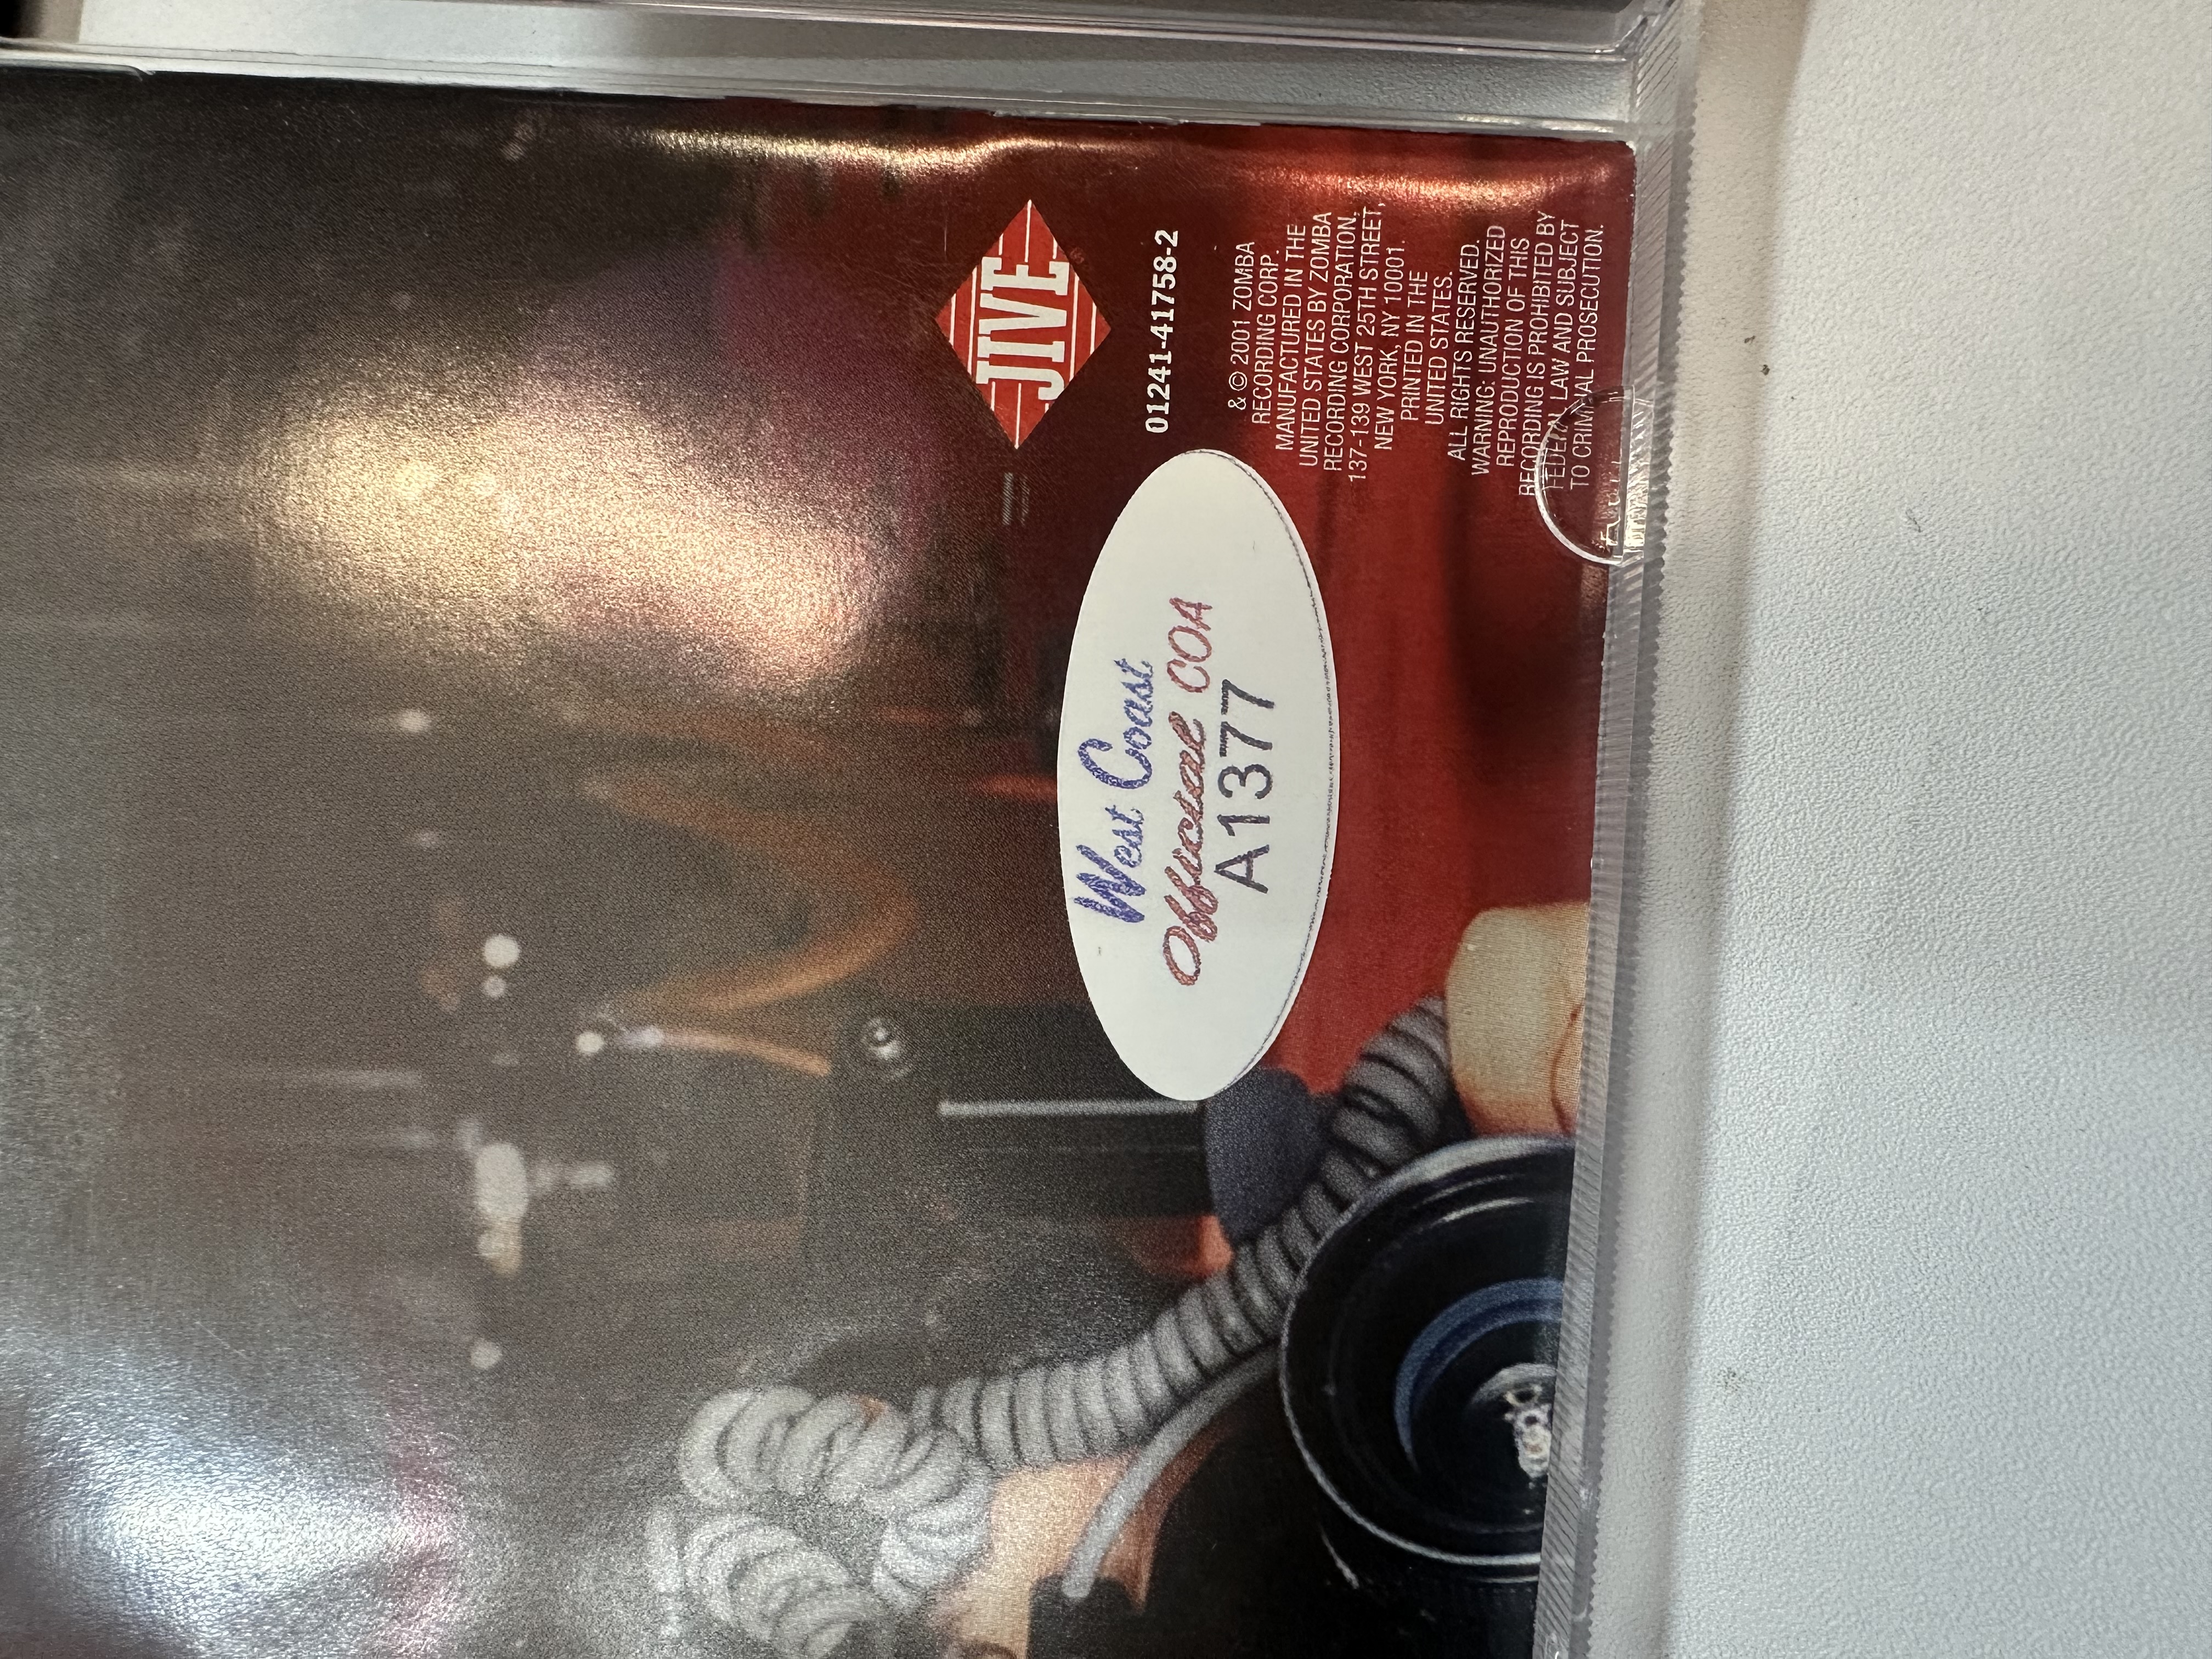 JIVE
01241-41758-2
& © 2001 ZOMBA
RECORDING CORP.
MANUFACTURED IN THE
UNITED STATES BY ZOMBA
RECORDING CORPORATION.
137-139 WEST 25TH STREET,
NEW YORK, NY 10001.
PRINTED IN THE
UNITED STATES.
ALL RIGHTS RESERVED.
WARNING: UNAUTHORIZED
REPRODUCTION OF THIS
RECORDING IS PROHIBITED BY
FEDERAL LAW AND SUBJECT
TO CRIMINAL PROSECUTION.
West Coast
Official COA
A1377